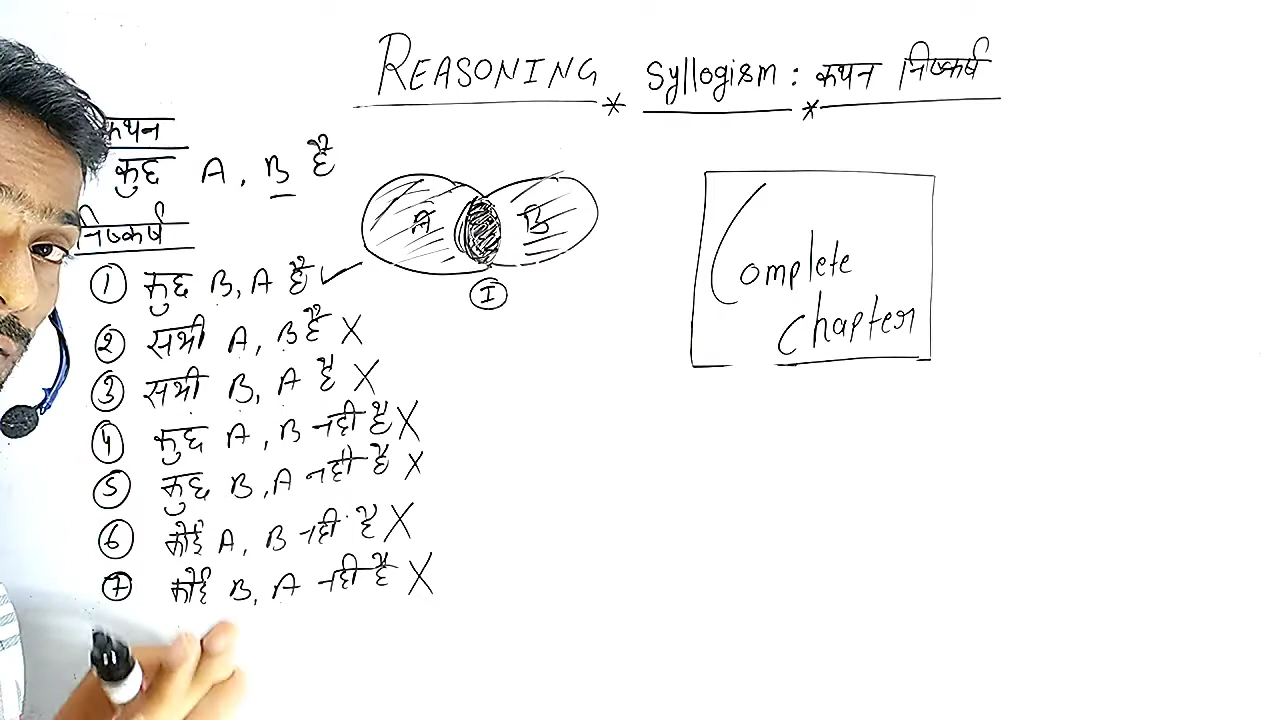 REASONING * Syllogism : * कथन निष्कर्ष
कथन
कुछ A, B है
निष्कर्ष
① कुछ B, A है ✓
② सभी A, B है X
③ सभी B, A है X
④ कुछ A, B नही है X
⑤ कुछ B, A नही है X
⑥ कोई A, B नही है X
⑦ कोई B, A नही है X
A B
I
Complete
Chapter